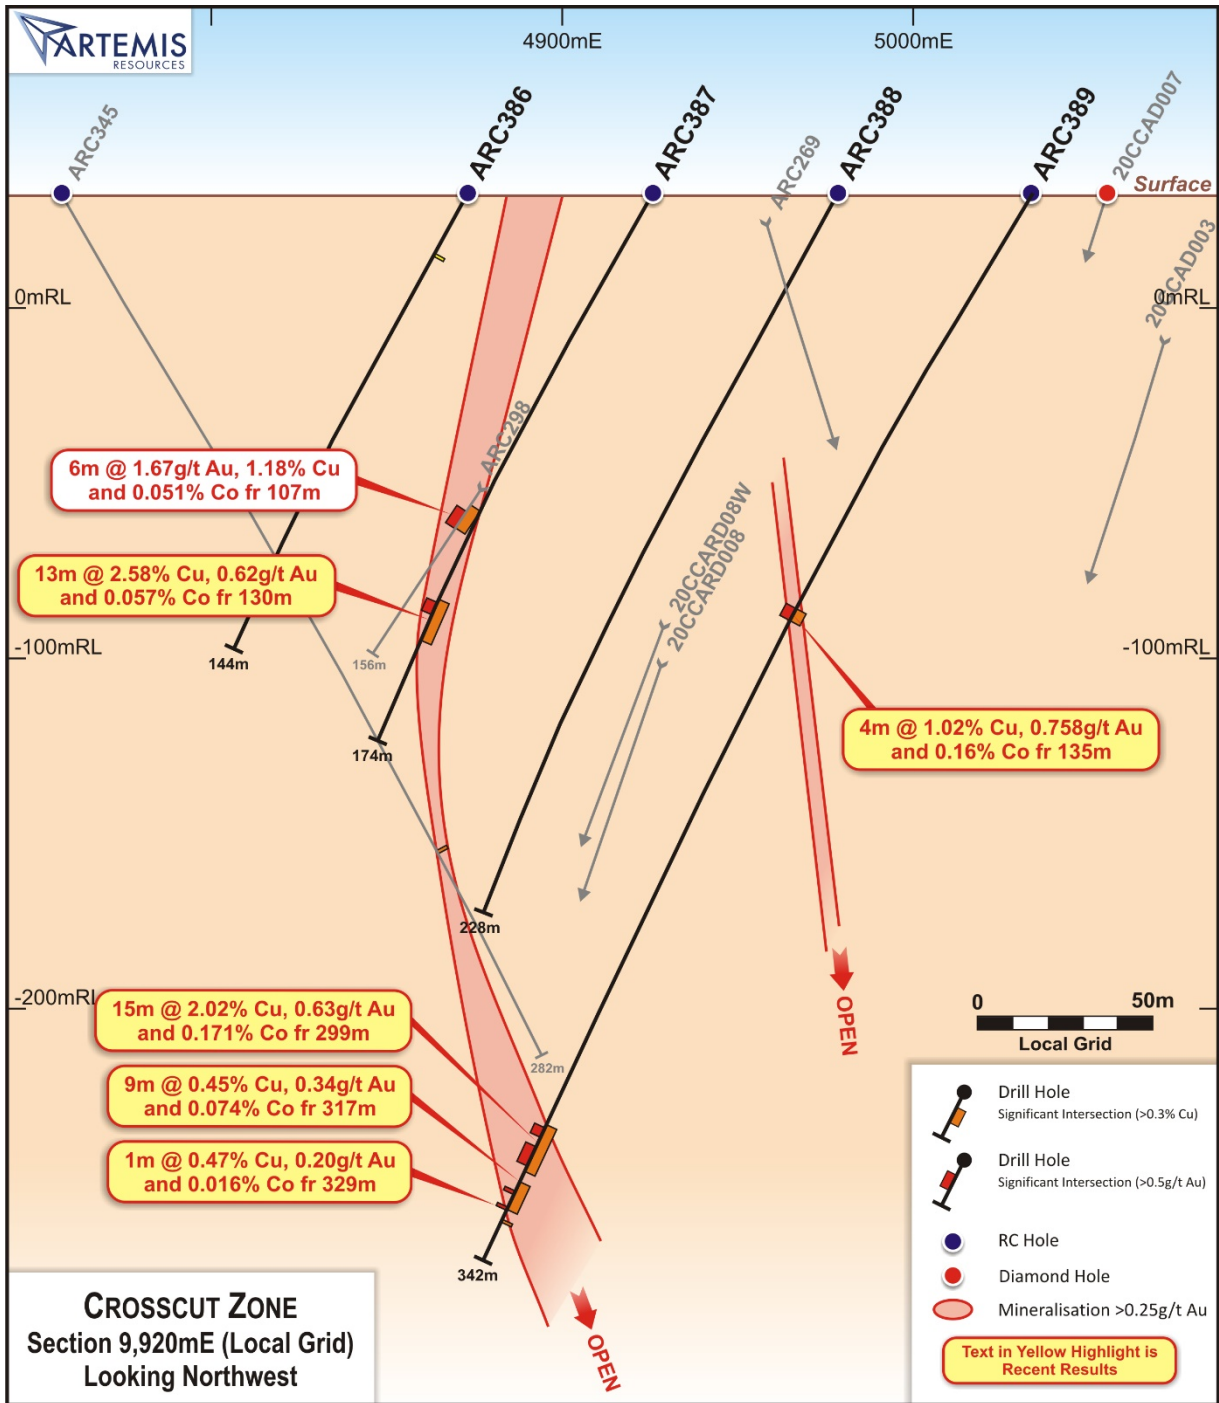 ARTEMIS
RESOURCES
4900mE
5000mE
ARC345
ARC386
ARC387
ARC388
ARC269
ARC389
20CCAD007
Surface
20CCAD003
0mRL
0mRL
ARC298
6m @ 1.67g/t Au, 1.18% Cu
and 0.051% Co fr 107m
20CCARD08W
20CCARD008
13m @ 2.58% Cu, 0.62g/t Au
and 0.057% Co fr 130m
-100mRL
-100mRL
144m
156m
174m
4m @ 1.02% Cu, 0.758g/t Au
and 0.16% Co fr 135m
228m
-200mRL
OPEN
0
50m
Local Grid
15m @ 2.02% Cu, 0.63g/t Au
and 0.171% Co fr 299m
282m
9m @ 0.45% Cu, 0.34g/t Au
and 0.074% Co fr 317m
1m @ 0.47% Cu, 0.20g/t Au
and 0.016% Co fr 329m
342m
OPEN
Drill Hole
Significant Intersection (>0.3% Cu)
Drill Hole
Significant Intersection (>0.5g/t Au)
RC Hole
Diamond Hole
Mineralisation >0.25g/t Au
Text in Yellow Highlight is
Recent Results
CROSSCUT ZONE
Section 9,920mE (Local Grid)
Looking Northwest